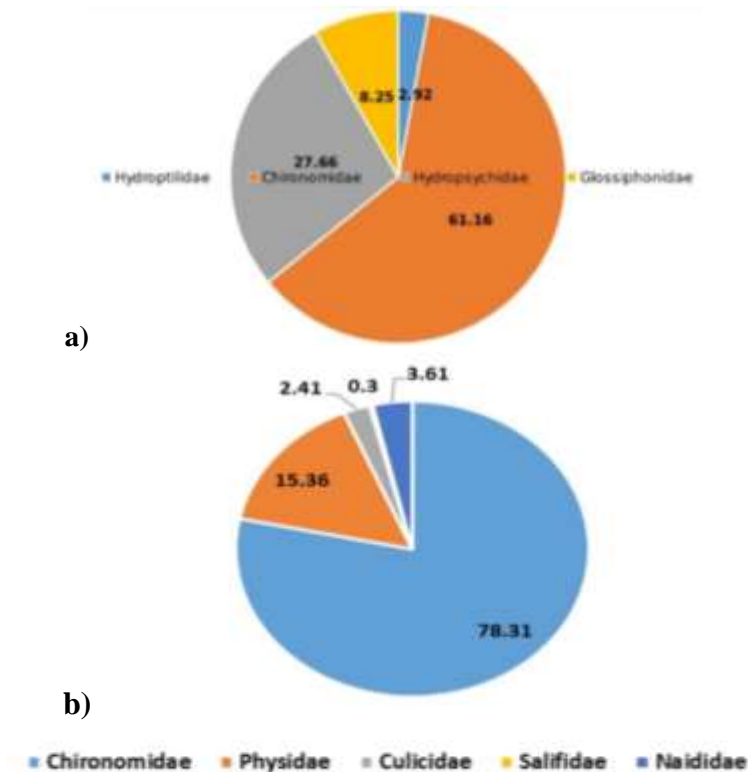 8.25 2.92
27.66
Hydroptilidae Chironomidae Hydropsychidae Glossiphonidae
61.16
a)
2.41 0.3 3.61
15.36
78.31
b)
Chironomidae Physidae Culicidae Salifidae Naididae